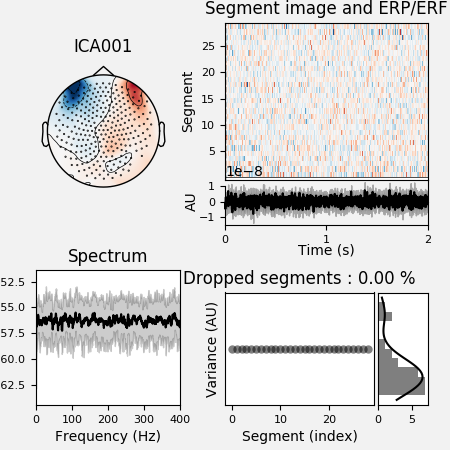 ICA001
Segment image and ERP/ERF
Segment
25
20
15
10
5
1e−8
AU
1
0
−1
0
1
2
Time (s)
Spectrum
52.5
55.0
57.5
60.0
62.5
0
100
200
300
400
Frequency (Hz)
Dropped segments : 0.00 %
Variance (AU)
0
10
20
Segment (index)
0
5